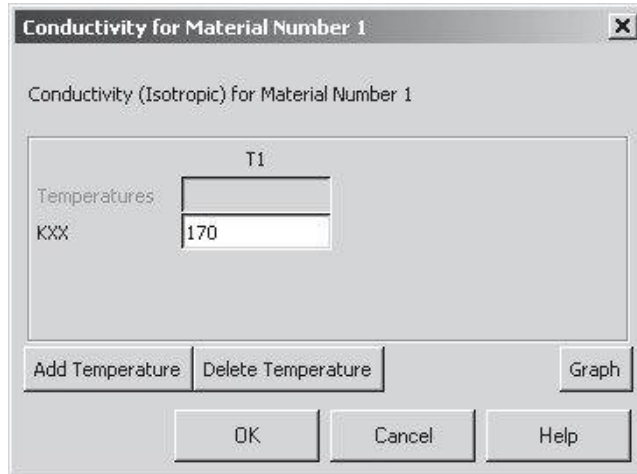 Conductivity for Material Number 1
Conductivity (Isotropic) for Material Number 1
T1
Temperatures
KXX 170
Add Temperature Delete Temperature Graph
OK Cancel Help